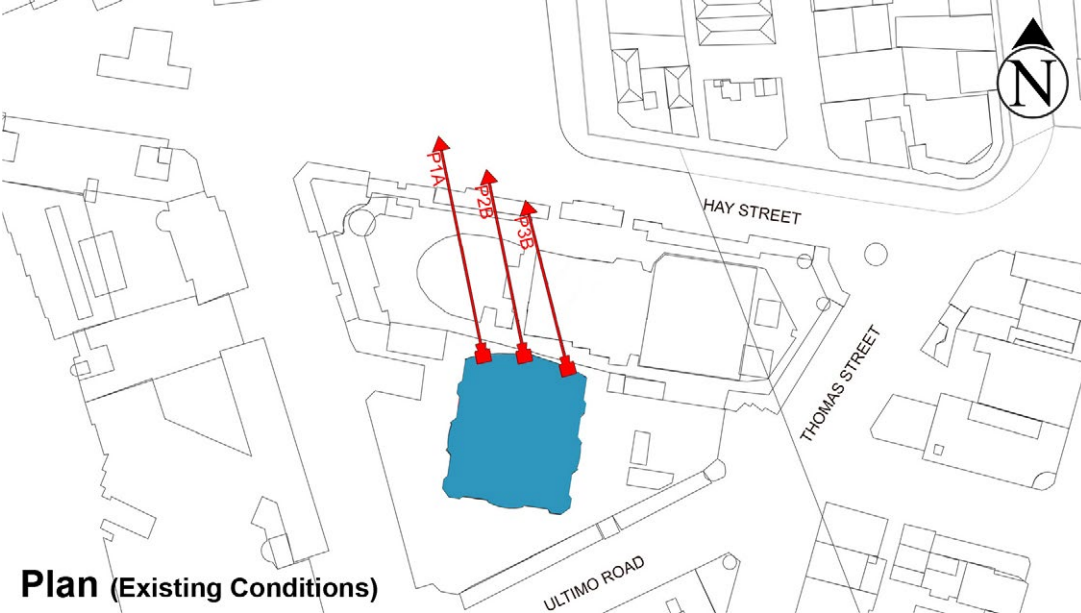 N
P1A
P2B
P3B
HAY STREET
THOMAS STREET
ULTIMO ROAD
Plan (Existing Conditions)